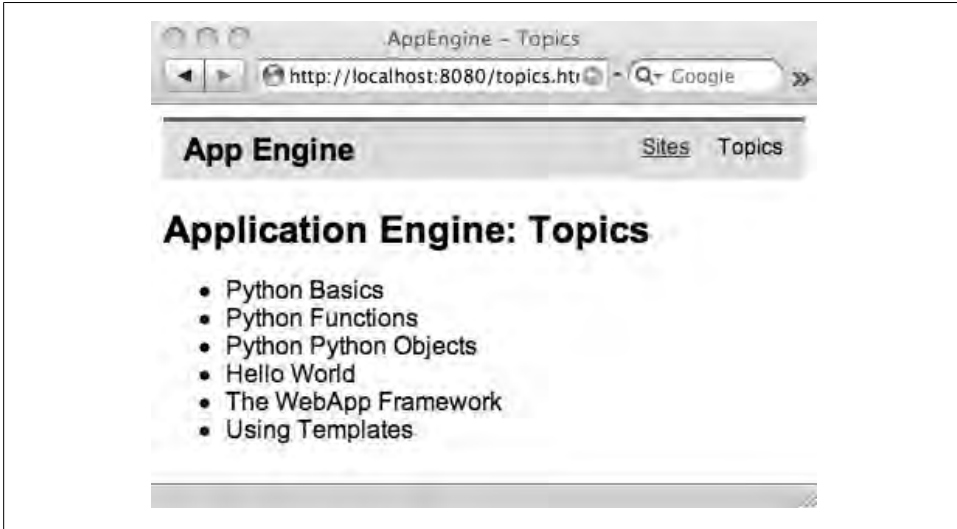 AppEngine - Topics
http://localhost:8080/topics.htm
Google
App Engine
Sites Topics
Application Engine: Topics
• Python Basics
• Python Functions
• Python Python Objects
• Hello World
• The WebApp Framework
• Using Templates